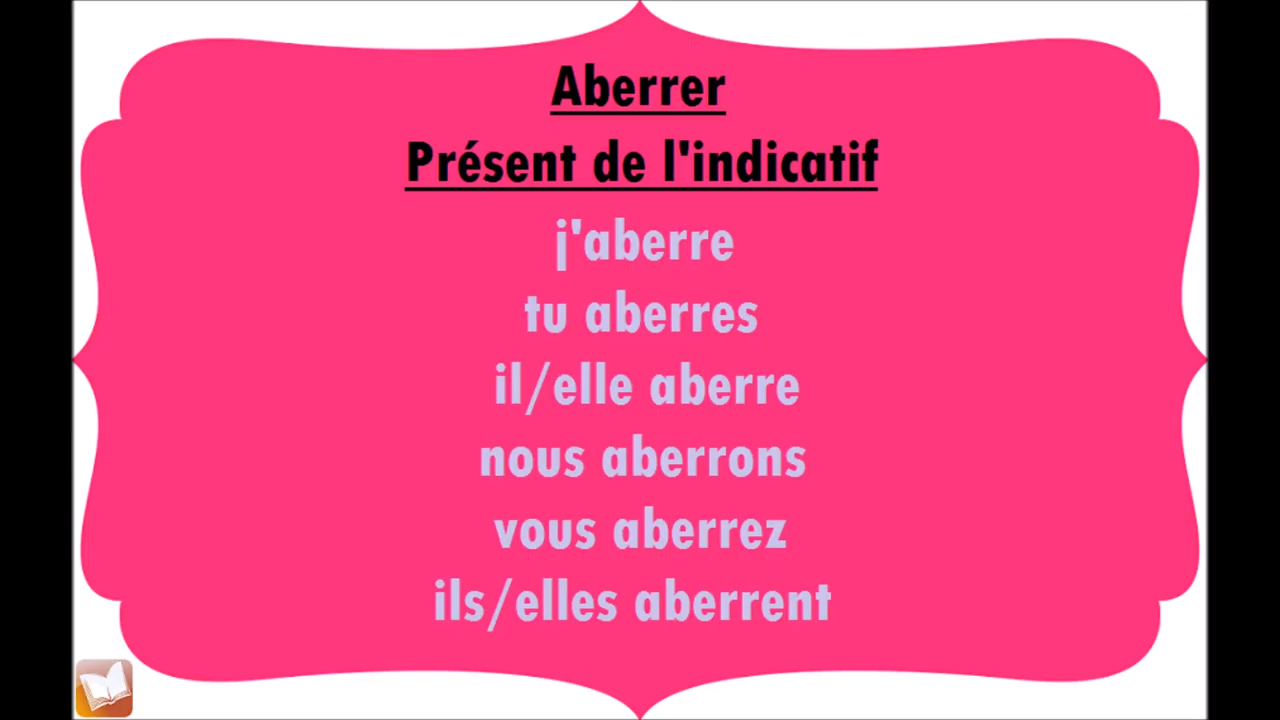 Aberrer
Présent de l'indicatif
j'aberre
tu aberres
il/elle aberre
nous aberrons
vous aberrez
ils/elles aberrent